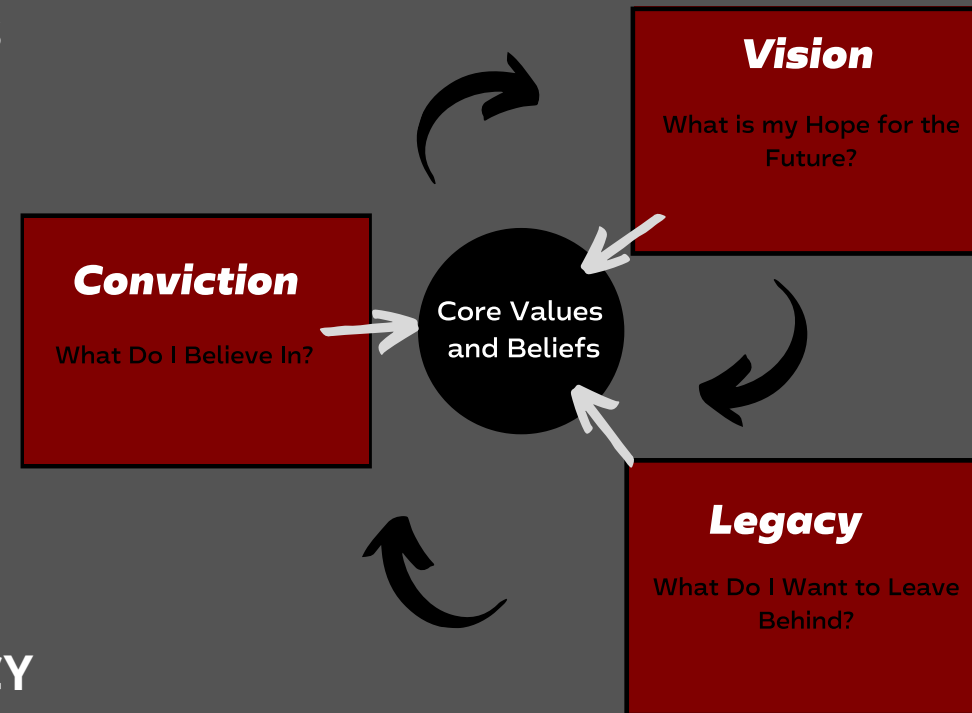 Vision
What is my Hope for the
Future?
Conviction
What Do I Believe In?
Core Values
and Beliefs
Legacy
What Do I Want to Leave
Behind?